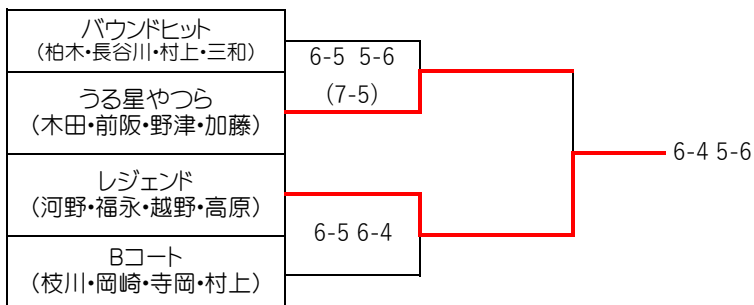 バウンドヒット
(柏木・長谷川・村上・三和)
6-5 5-6
(7-5)
うる星やつら
(木田・前阪・野津・加藤)
6-4 5-6
レジェンド
(河野・福永・越野・高原)
6-5 6-4
Bコート
(枝川・岡崎・寺岡・村上)